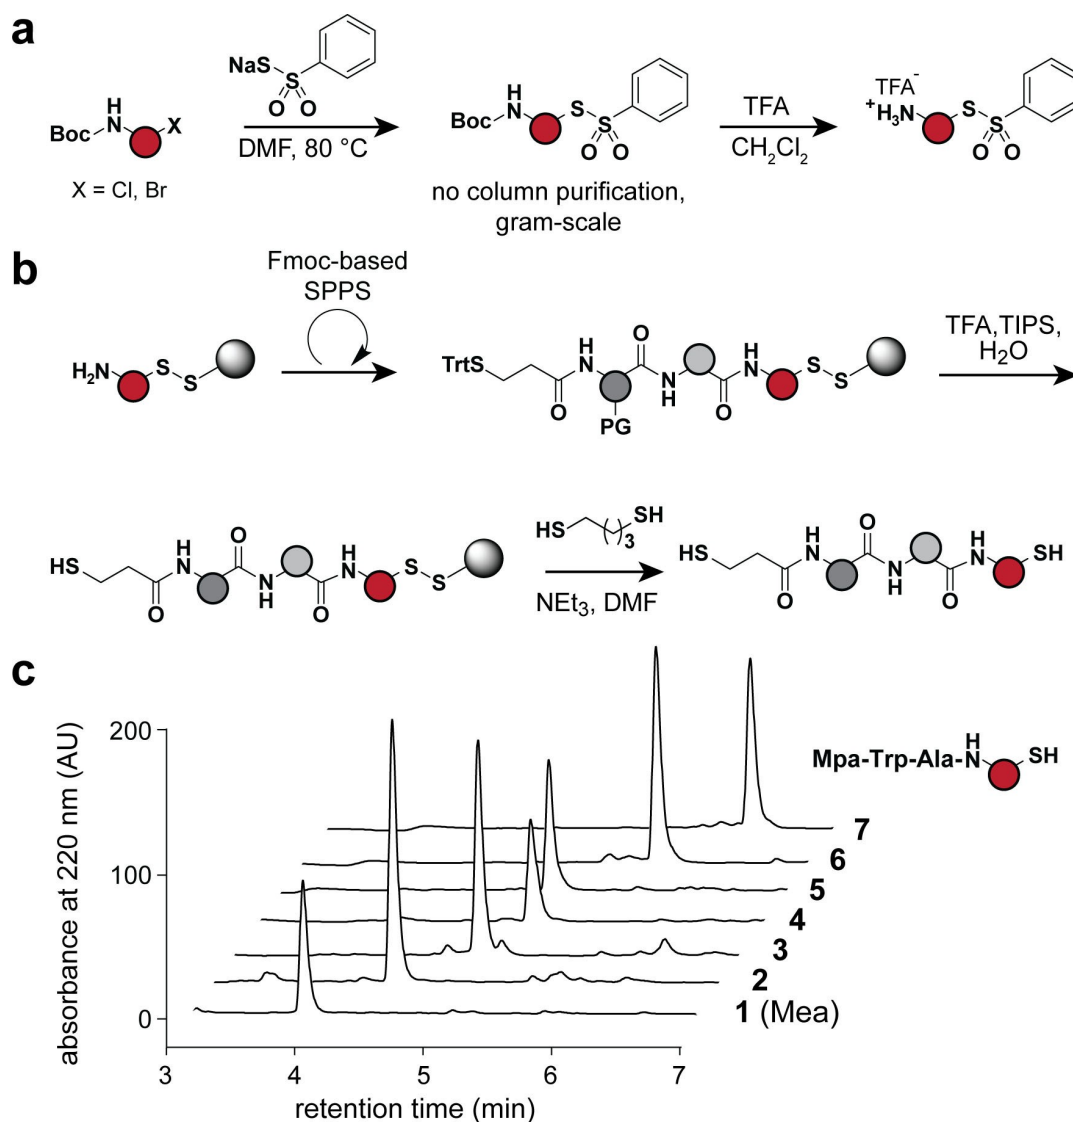 a
NaS
S
O O
Boc
H
N
X
DMF, 80 °C
X = Cl, Br
Boc
H
N
S
S
O O
no column purification,
gram-scale
TFA
CH2Cl2
TFA-
+H3N
S
S
O O
b
Fmoc-based
SPPS
H2N
S
S
TrtS
O
H
N
PG
O
N
H
O
H
N
S
S
TFA,TIPS,
H2O
HS
O
H
N
O
N
H
O
H
N
S
S
HS
( )3
SH
NEt3, DMF
HS
O
H
N
O
N
H
O
H
N
SH
c
absorbance at 220 nm (AU)
200
100
0
Mpa-Trp-Ala-N
H
SH
7
6
5
4
3
2
1 (Mea)
3 4 5 6 7
retention time (min)